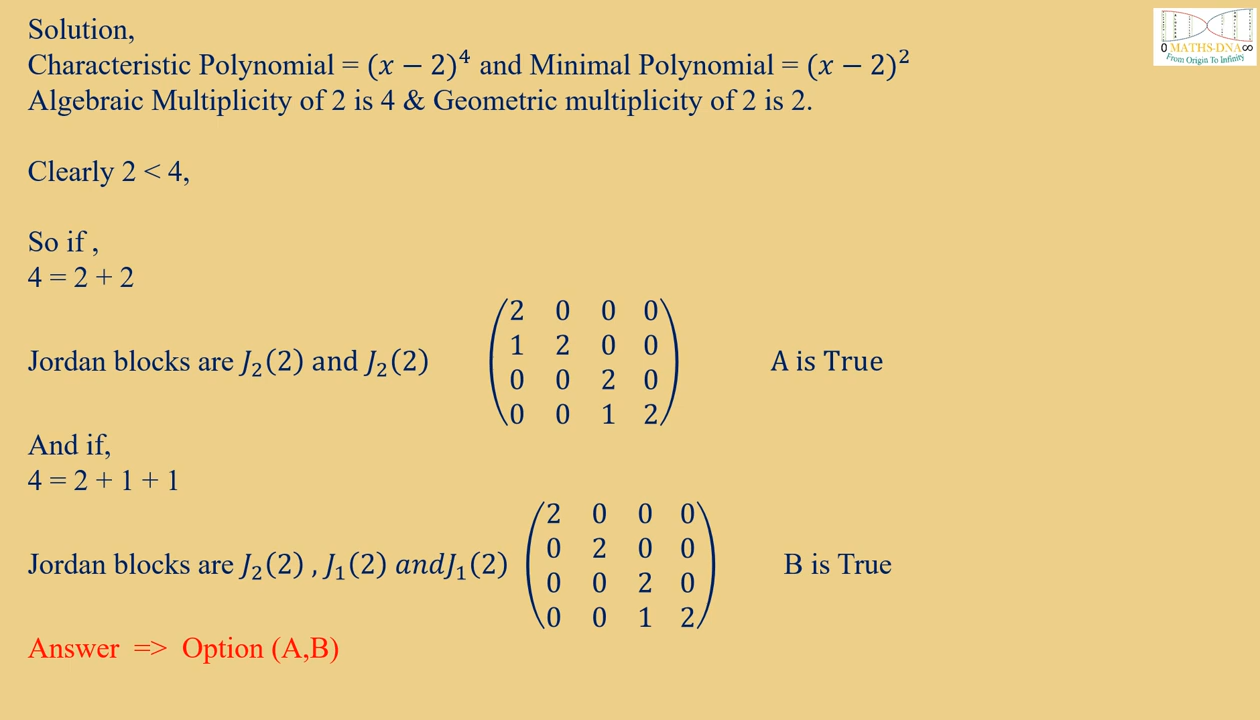 Solution,
0 MATHS-DNA∞
From Origin To Infinity
Characteristic Polynomial = (𝑥 − 2)⁴ and Minimal Polynomial = (𝑥 − 2)²
Algebraic Multiplicity of 2 is 4 & Geometric multiplicity of 2 is 2.
Clearly 2 < 4,
So if ,
4 = 2 + 2
Jordan blocks are 𝐽₂(2) and 𝐽₂(2)
2 0 0 0
1 2 0 0
0 0 2 0
0 0 1 2
A is True
And if,
4 = 2 + 1 + 1
Jordan blocks are 𝐽₂(2) , 𝐽₁(2) 𝑎𝑛𝑑𝐽₁(2)
2 0 0 0
0 2 0 0
0 0 2 0
0 0 1 2
B is True
Answer => Option (A,B)